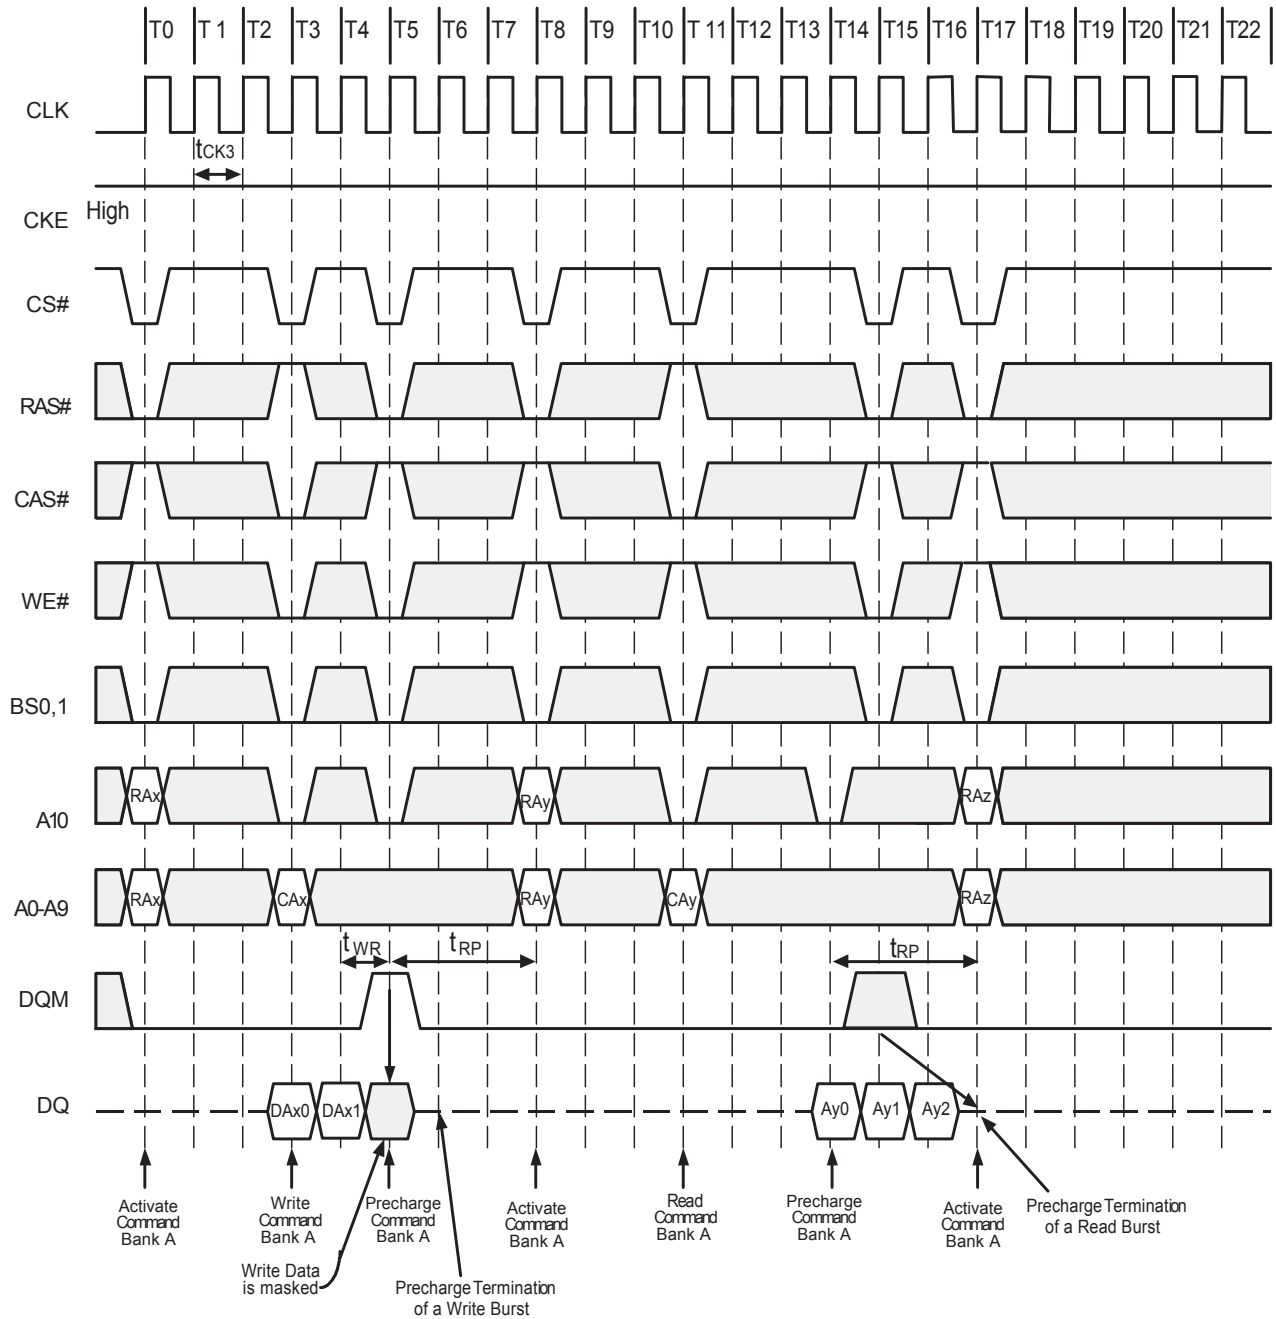 T0 T 1 T2 T3 T4 T5 T6 T7 T8 T9 T10 T 11 T12 T13 T14 T15 T16 T17 T18 T19 T20 T21 T22
CLK
tCK3
High
CKE
CS#
RAS#
CAS#
WE#
BS0,1
RAx RAy RAz
A10
RAx CAx RAy CAy RAz
A0-A9
t WR t RP tRP
DQM
DQ DAx0 DAx1 Ay0 Ay1 Ay2
Activate
Command
Bank A
Write
Command
Bank A
Precharge
Command
Bank A
Activate
Command
Bank A
Read
Command
Bank A
Precharge
Command
Bank A
Activate
Command
Bank A
Precharge Termination
of a Read Burst
Write Data
is masked
Precharge Termination
of a Write Burst